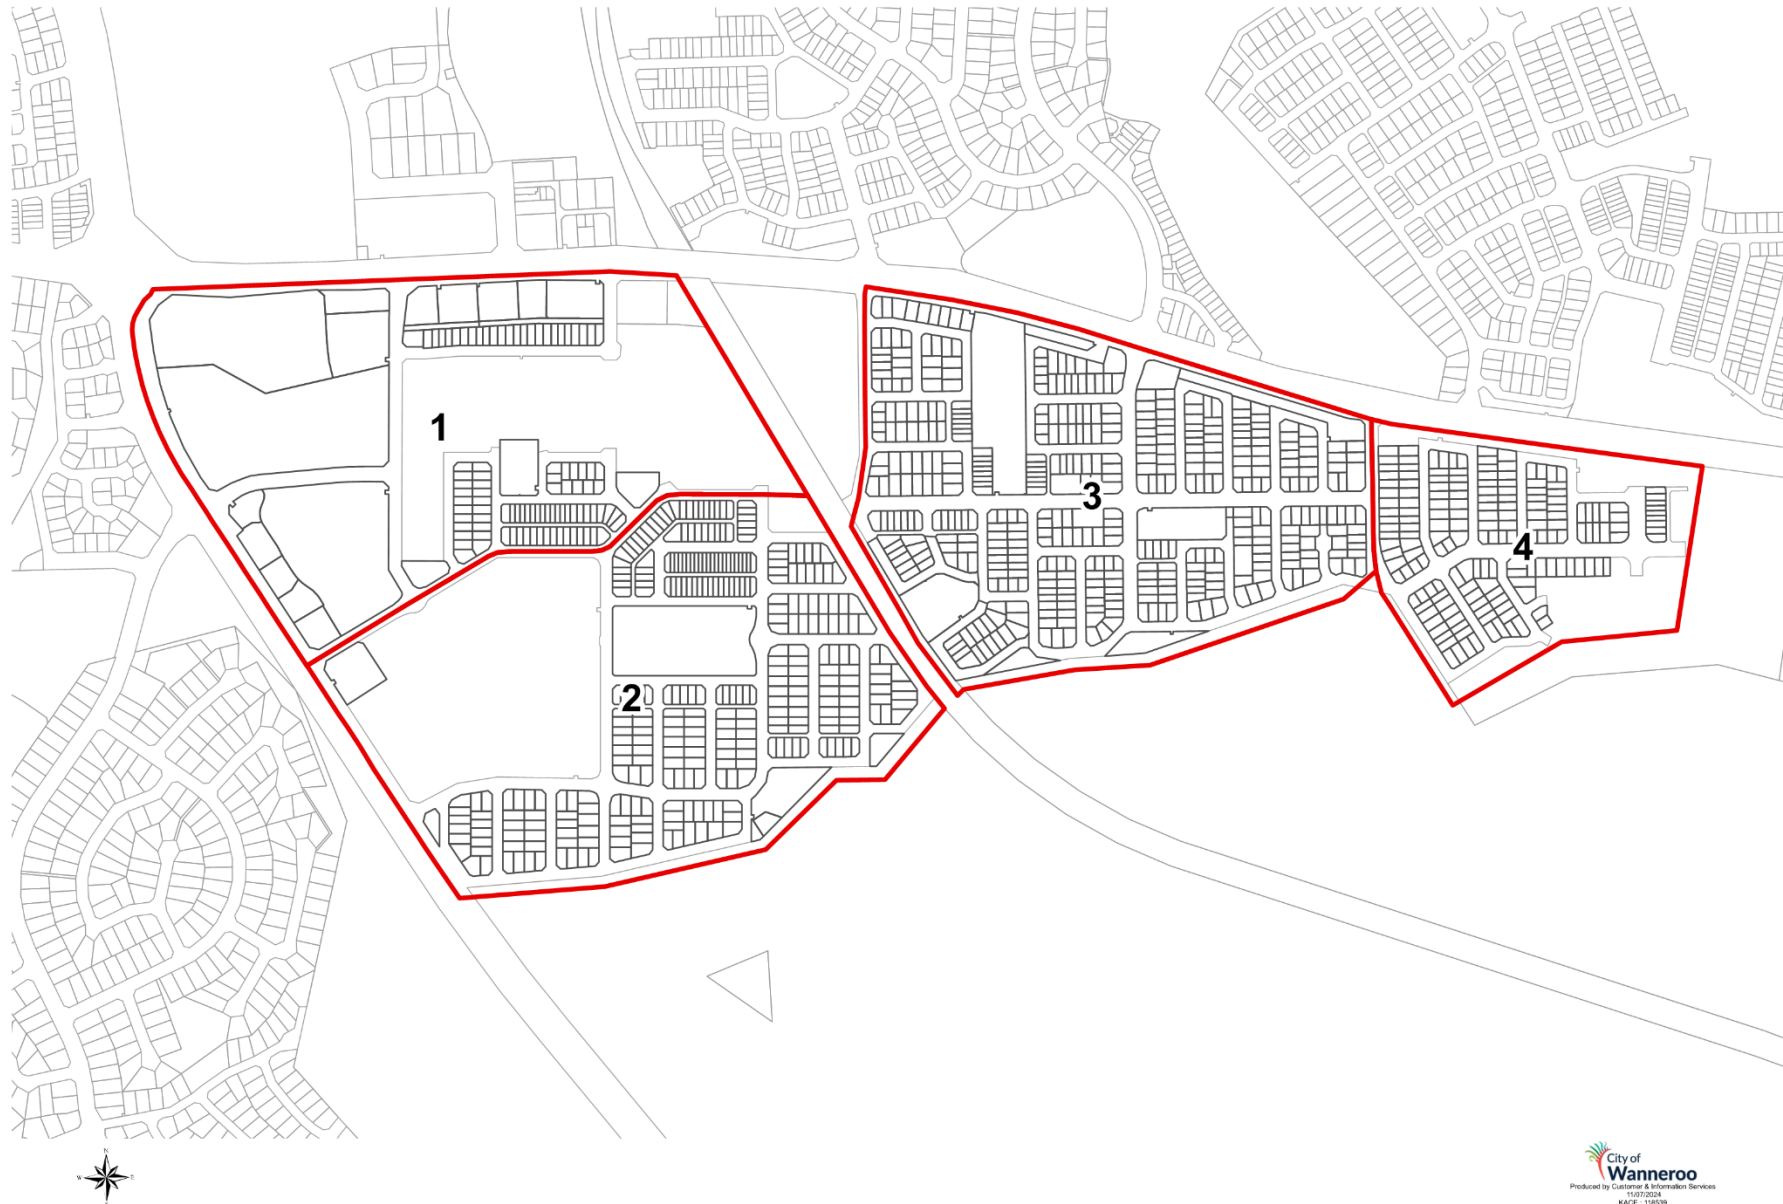 1
3
4
2
N
W
E
S
City of
Wanneroo
Produced by Customer & Information Services
11/07/2024